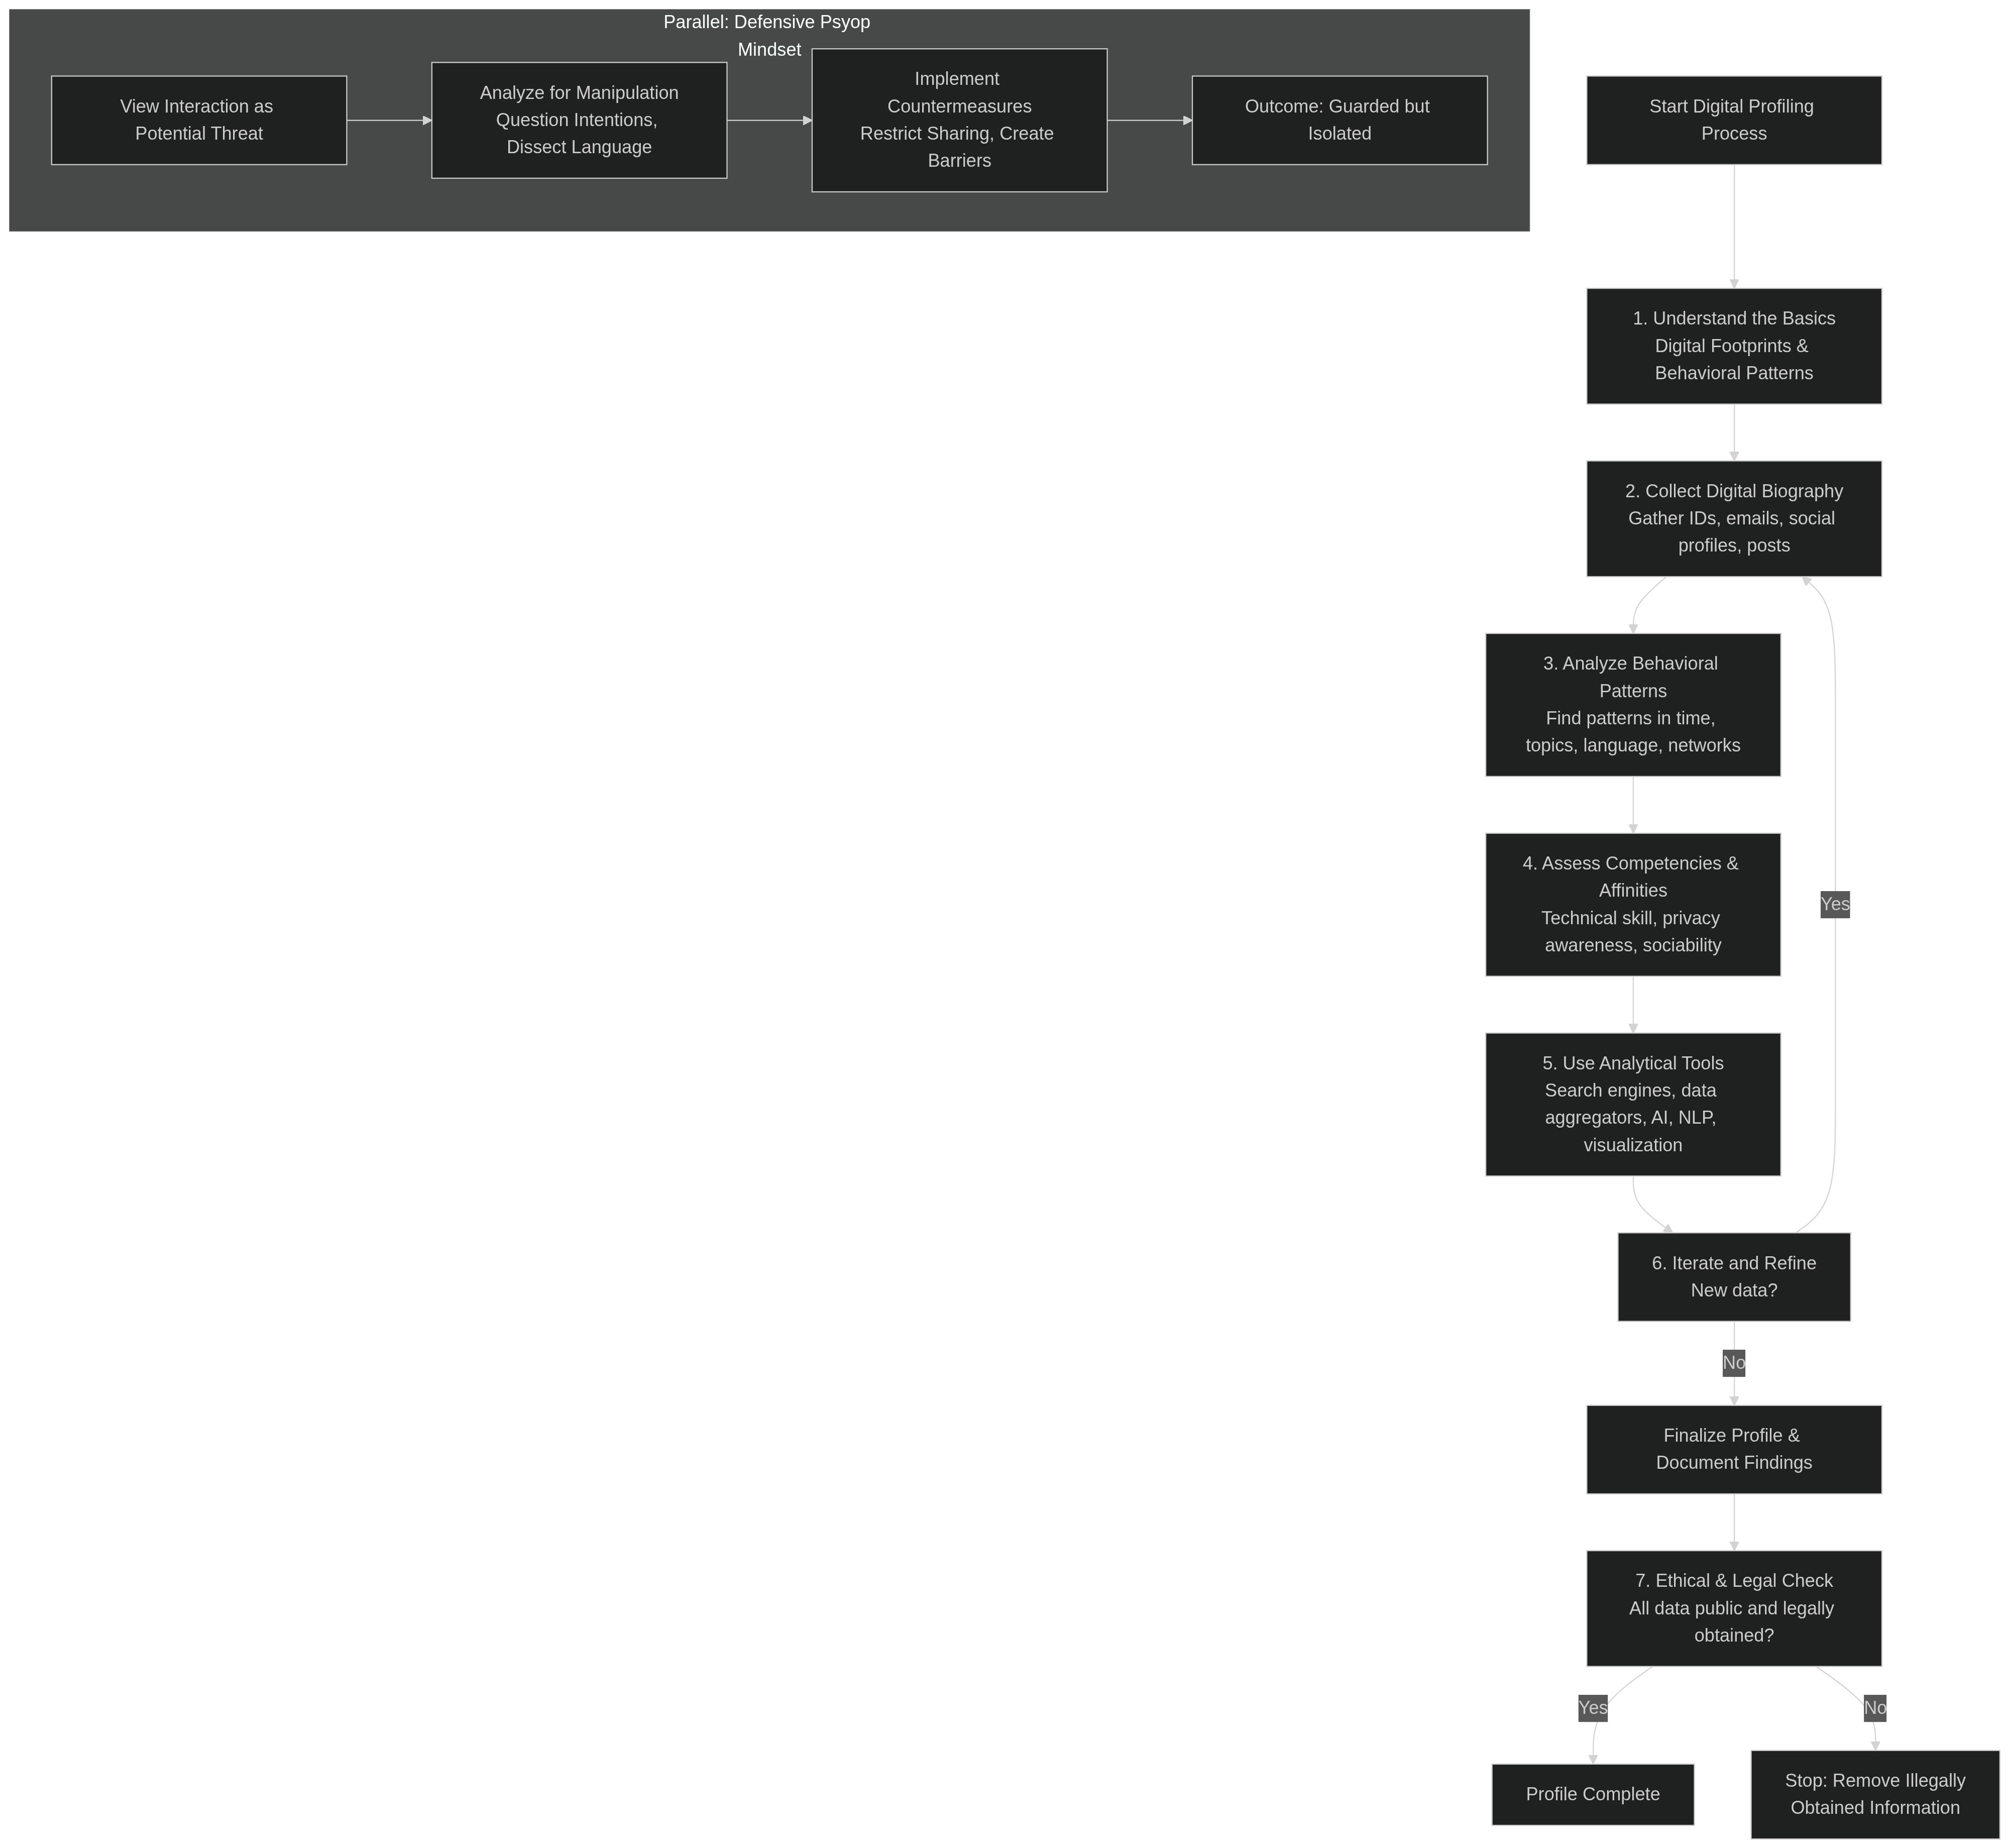 Parallel: Defensive Psyop
Mindset
View Interaction as
Potential Threat
Analyze for Manipulation
Question Intentions,
Dissect Language
Implement
Countermeasures
Restrict Sharing, Create
Barriers
Outcome: Guarded but
Isolated
Start Digital Profiling
Process
1. Understand the Basics
Digital Footprints &
Behavioral Patterns
2. Collect Digital Biography
Gather IDs, emails, social
profiles, posts
3. Analyze Behavioral
Patterns
Find patterns in time,
topics, language, networks
4. Assess Competencies &
Affinities
Technical skill, privacy
awareness, sociability
Yes
5. Use Analytical Tools
Search engines, data
aggregators, AI, NLP,
visualization
6. Iterate and Refine
New data?
No
Finalize Profile &
Document Findings
7. Ethical & Legal Check
All data public and legally
obtained?
Yes
No
Profile Complete
Stop: Remove Illegally
Obtained Information